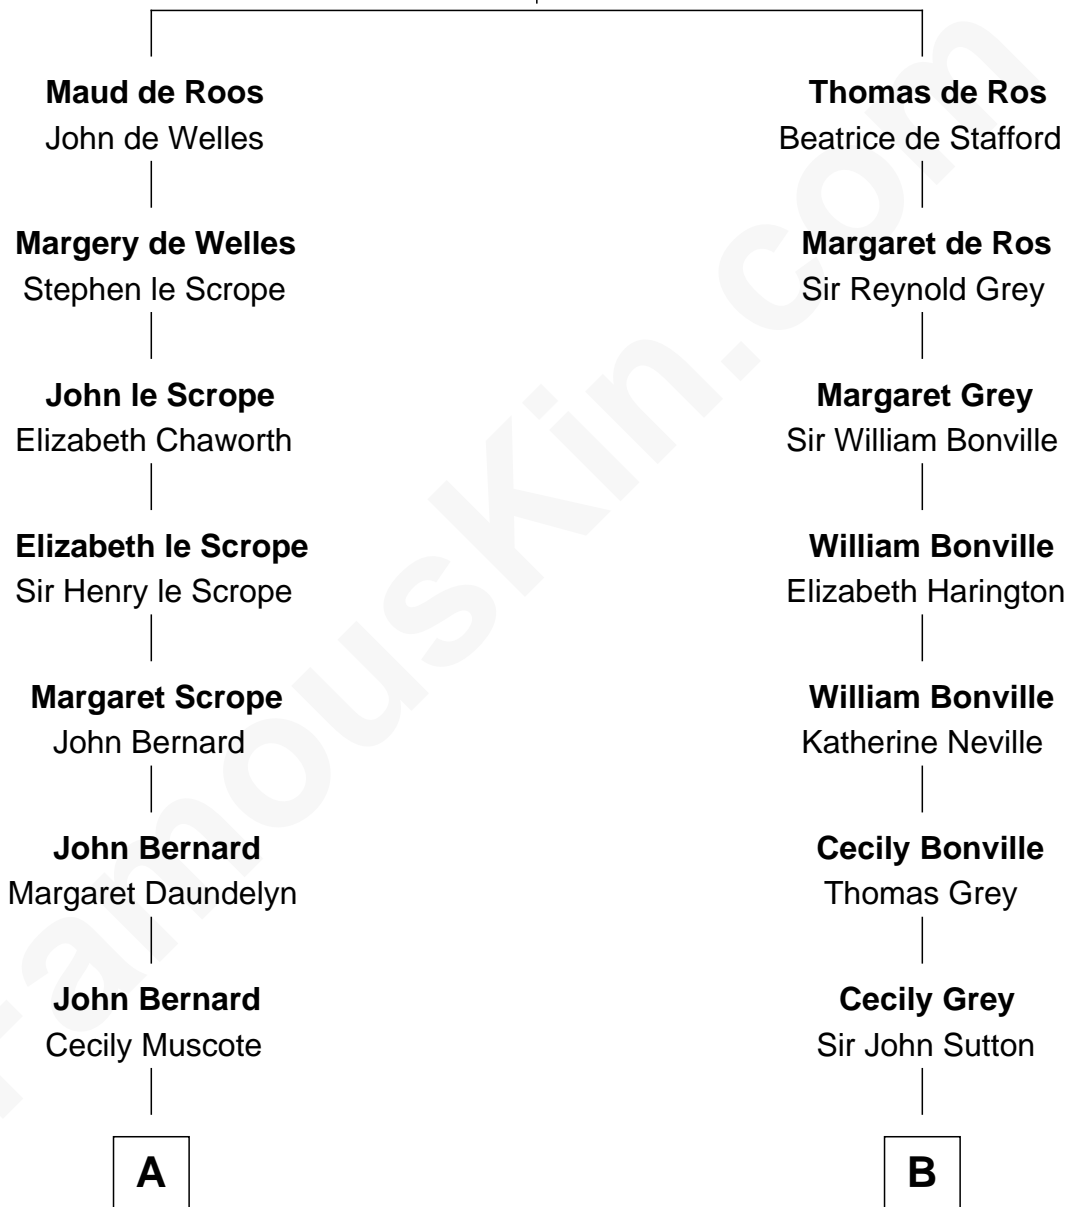 Maud de Roos
John de Welles
Thomas de Ros
Beatrice de Stafford
Margery de Welles
Stephen le Scrope
Margaret de Ros
Sir Reynold Grey
John le Scrope
Elizabeth Chaworth
Margaret Grey
Sir William Bonville
Elizabeth le Scrope
Sir Henry le Scrope
William Bonville
Elizabeth Harington
Margaret Scrope
John Bernard
William Bonville
Katherine Neville
John Bernard
Margaret Daundelyn
Cecily Bonville
Thomas Grey
John Bernard
Cecily Muscote
Cecily Grey
Sir John Sutton
A
B
FamousKin.com